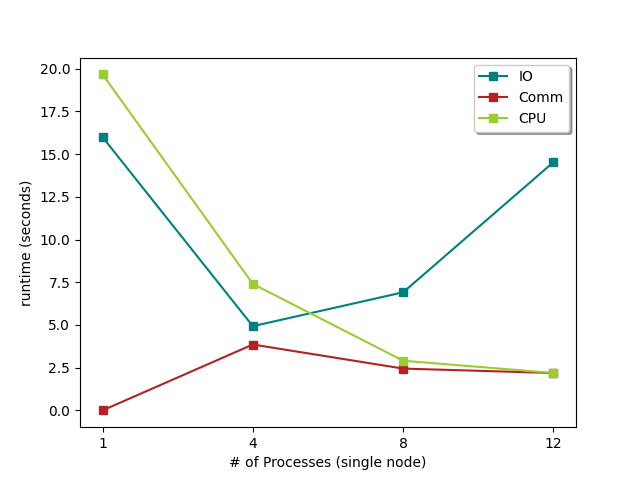 20.0
17.5
15.0
12.5
10.0
7.5
5.0
2.5
0.0
runtime (seconds)
IO
Comm
CPU
1 4 8 12
# of Processes (single node)